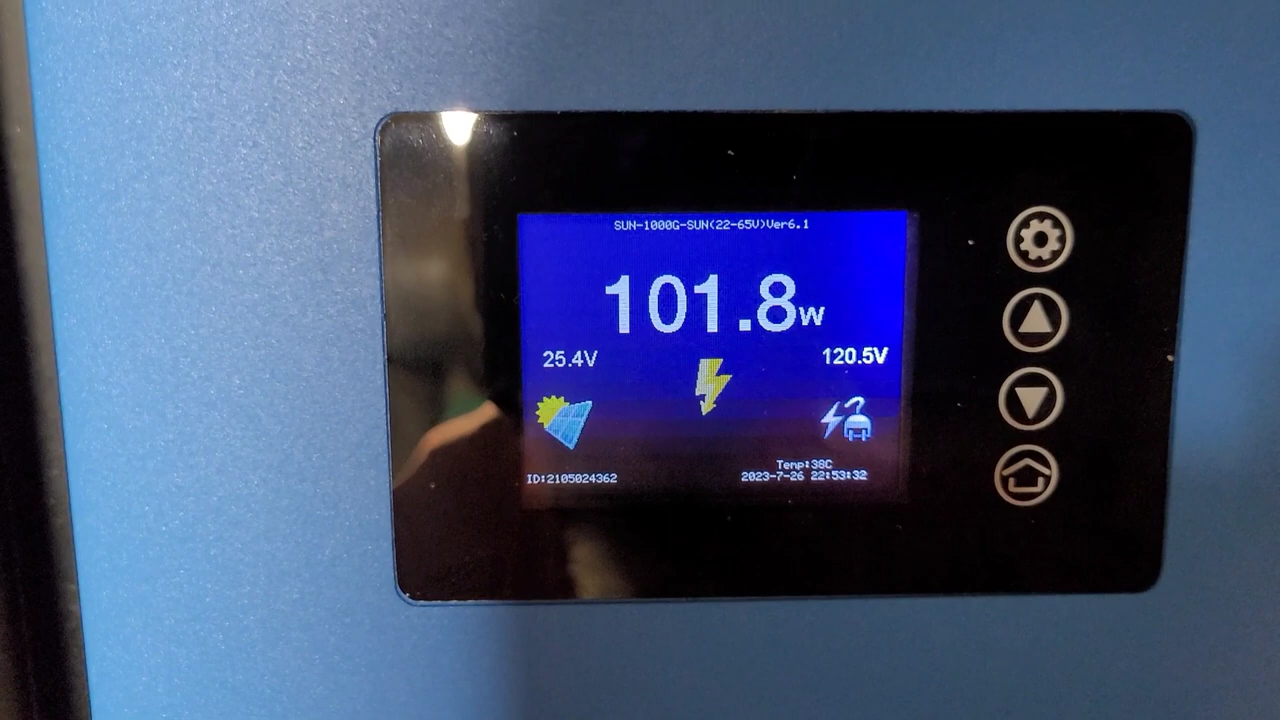 SUN-1000G-SUN(22-65V)Ver6.1
101.8w
25.4V
120.5V
Temp:38C
ID:2105024362
2023-7-26 22:53:32